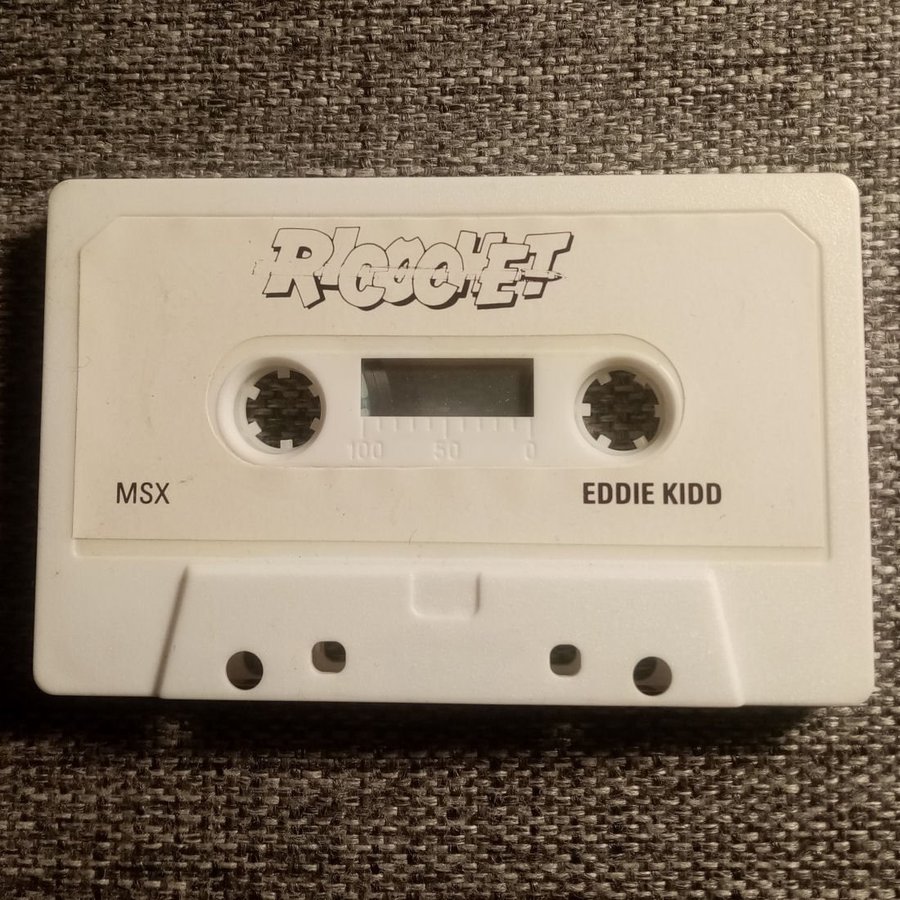 RICOCHET
100 50 0
MSX
EDDIE KIDD